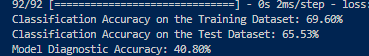 92/92 [==============================] - 0s 2ms/step - loss:
Classification Accuracy on the Training Dataset: 69.60%
Classification Accuracy on the Test Dataset: 65.53%
Model Diagnostic Accuracy: 40.80%